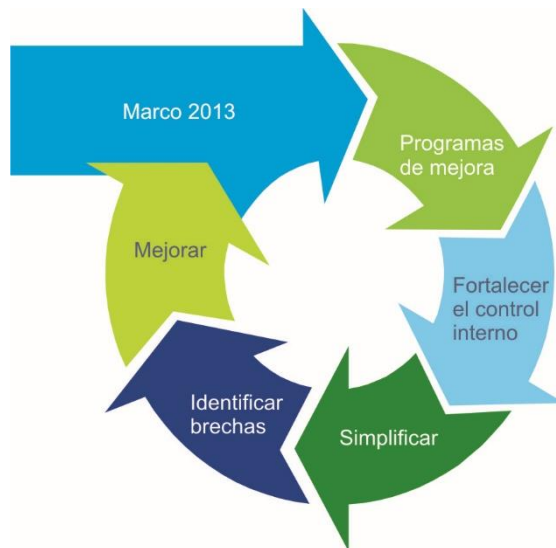 Marco 2013
Programas
de mejora
Fortalecer
el control
interno
Simplificar
Identificar
brechas
Mejorar